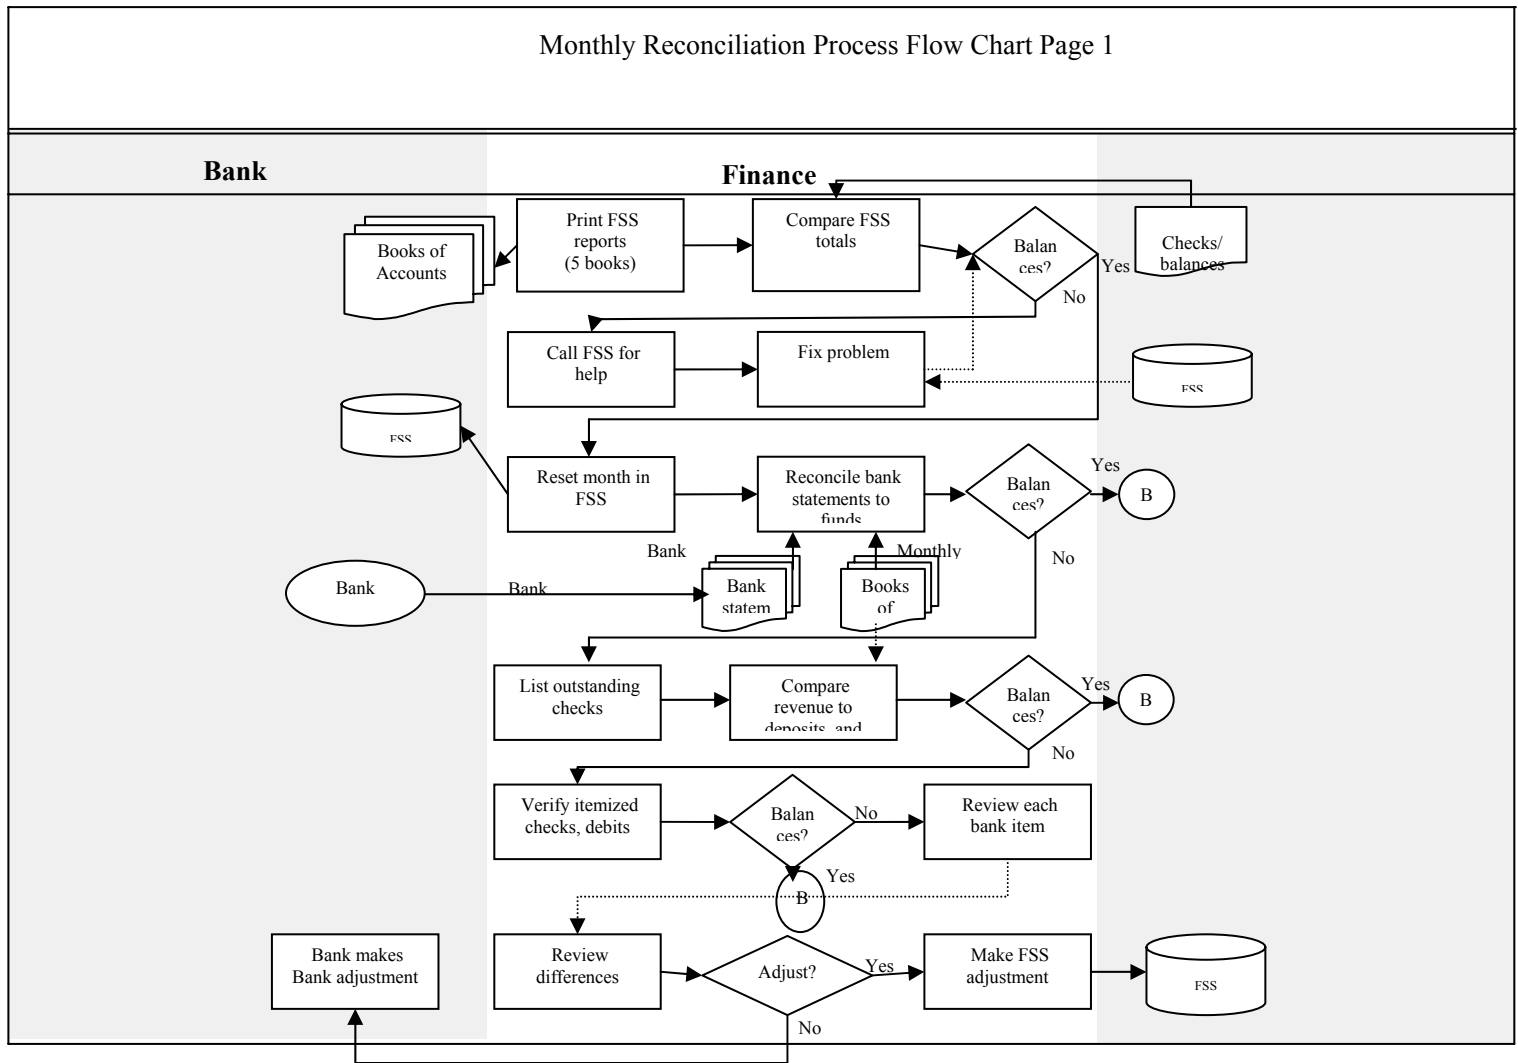 Monthly Reconciliation Process Flow Chart Page 1
Bank
Finance
Books of
Accounts
Print FSS
reports
(5 books)
Compare FSS
totals
Balan
ces?
Yes
No
Checks/
balances
Call FSS for
help
Fix problem
FSS
FSS
Reset month in
FSS
Reconcile bank
statements to
funds
Balan
ces?
Yes
B
No
Bank
Monthly
Bank
Bank
Bank
statem
Books
of
List outstanding
checks
Compare
revenue to
deposits, and
Balan
ces?
Yes
B
No
Verify itemized
checks, debits
Balan
ces?
No
Review each
bank item
Yes
B
Bank makes
Bank adjustment
Review
differences
Adjust?
Yes
Make FSS
adjustment
FSS
No